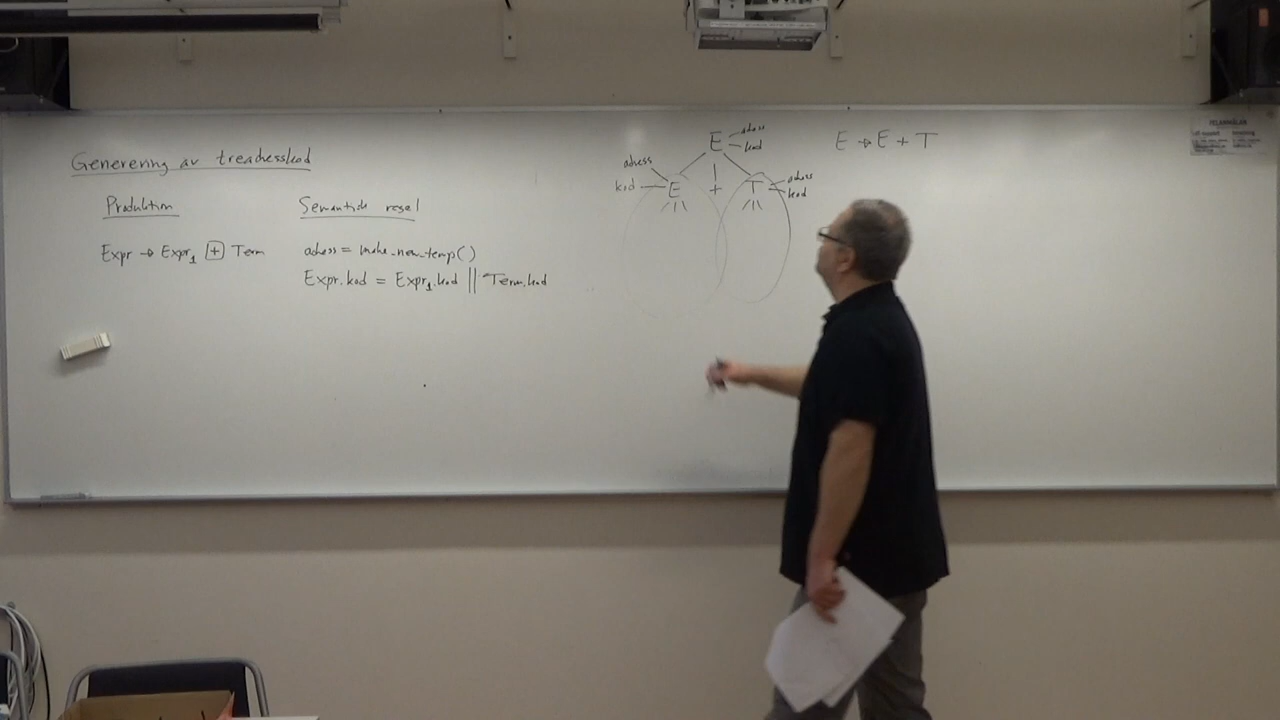 Generering av treadresskod
Produktion
Semantisk regel
Expr → Expr₁ + Term
adress = make_new_temp()
Expr.kod = Expr₁.kod || Term.kod
E
adress
kod
adress
kod
E
+
T
adress
kod
E → E + T
FELANMÄLAN